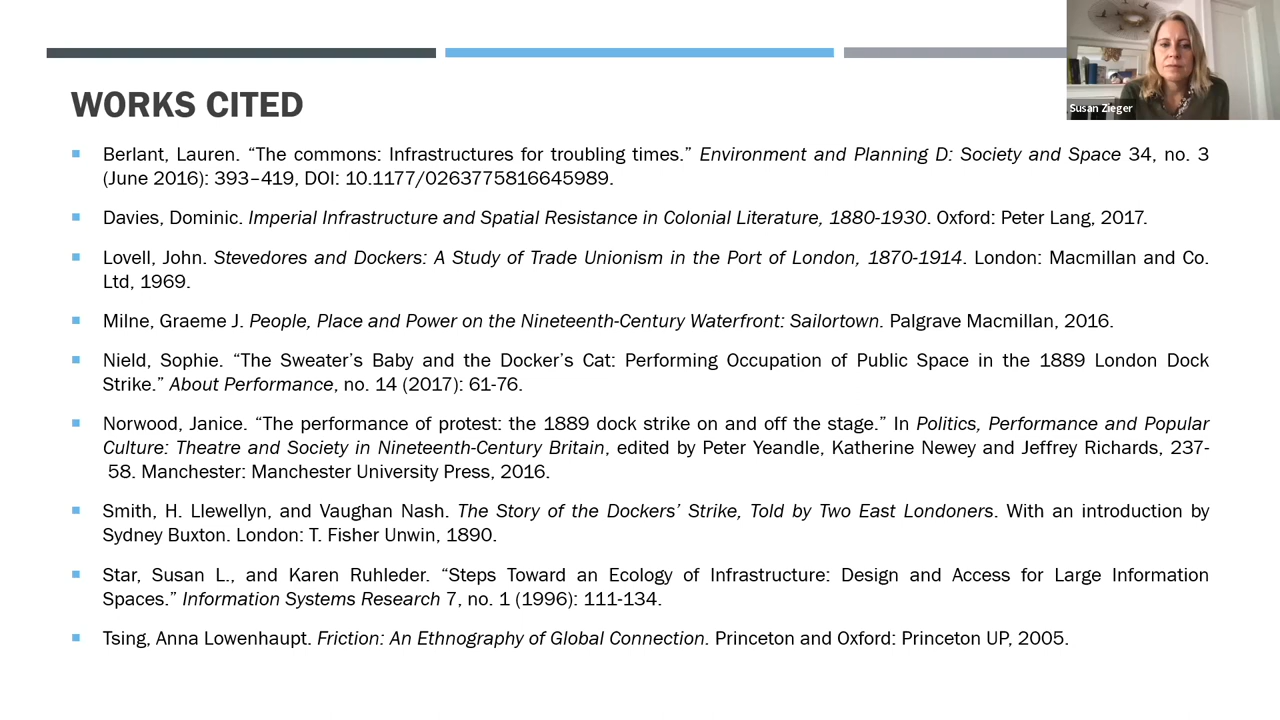 Susan Zieger
WORKS CITED
Berlant, Lauren. “The commons: Infrastructures for troubling times.” Environment and Planning D: Society and Space 34, no. 3
(June 2016): 393–419, DOI: 10.1177/0263775816645989.
Davies, Dominic. Imperial Infrastructure and Spatial Resistance in Colonial Literature, 1880-1930. Oxford: Peter Lang, 2017.
Lovell, John. Stevedores and Dockers: A Study of Trade Unionism in the Port of London, 1870-1914. London: Macmillan and Co.
Ltd, 1969.
Milne, Graeme J. People, Place and Power on the Nineteenth-Century Waterfront: Sailortown. Palgrave Macmillan, 2016.
Nield, Sophie. “The Sweater’s Baby and the Docker’s Cat: Performing Occupation of Public Space in the 1889 London Dock
Strike.” About Performance, no. 14 (2017): 61-76.
Norwood, Janice. “The performance of protest: the 1889 dock strike on and off the stage.” In Politics, Performance and Popular
Culture: Theatre and Society in Nineteenth-Century Britain, edited by Peter Yeandle, Katherine Newey and Jeffrey Richards, 237-
58. Manchester: Manchester University Press, 2016.
Smith, H. Llewellyn, and Vaughan Nash. The Story of the Dockers’ Strike, Told by Two East Londoners. With an introduction by
Sydney Buxton. London: T. Fisher Unwin, 1890.
Star, Susan L., and Karen Ruhleder. “Steps Toward an Ecology of Infrastructure: Design and Access for Large Information
Spaces.” Information Systems Research 7, no. 1 (1996): 111-134.
Tsing, Anna Lowenhaupt. Friction: An Ethnography of Global Connection. Princeton and Oxford: Princeton UP, 2005.